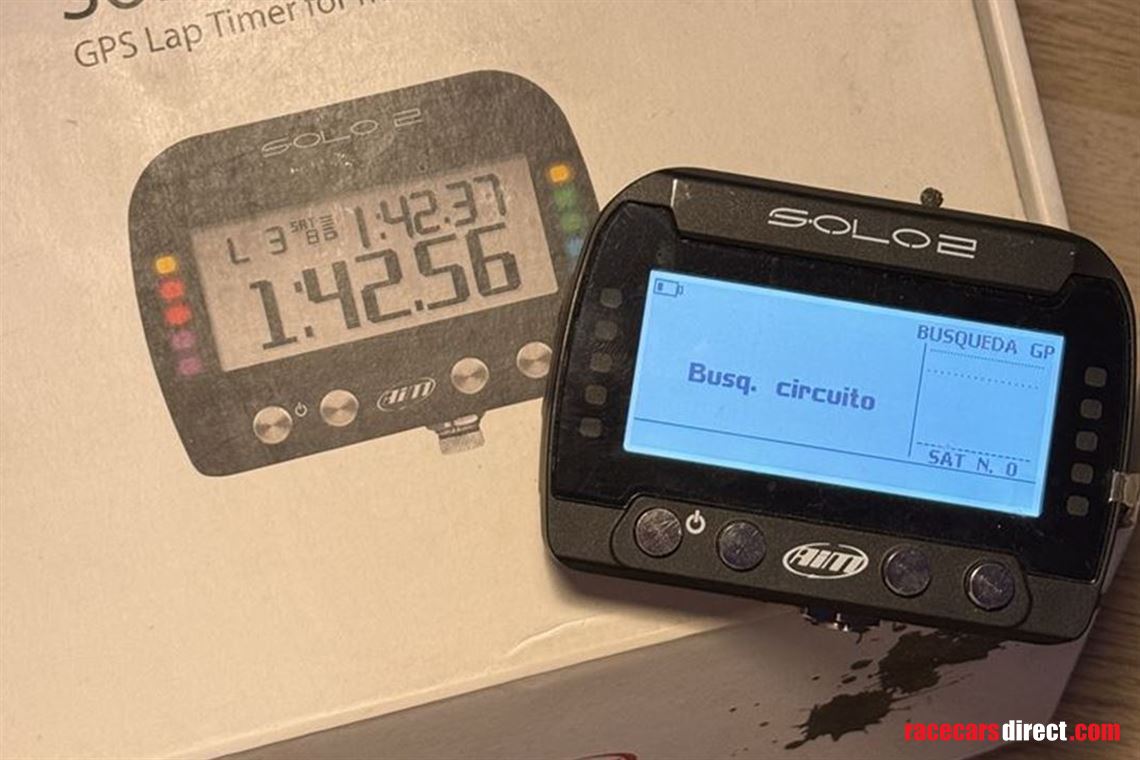 GPS Lap Timer for
SOLO 2
L 3 SAT 8 1:42.37
1:42.56
AiM
SOLO2
BUSQUEDA GP
Busq. circuito
SAT N. 0
AiM
racecarsdirect.com